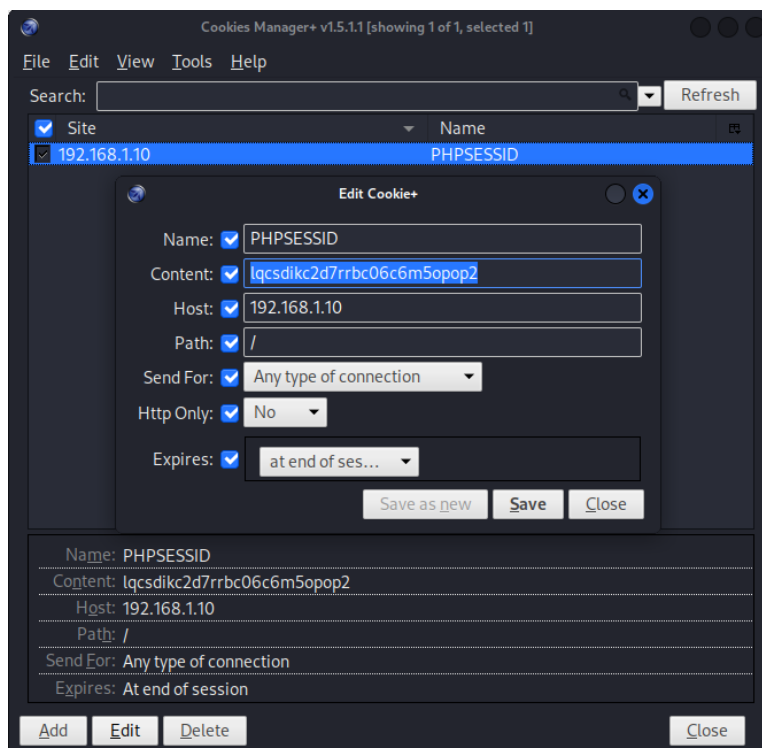 Cookies Manager+ v1.5.1.1 [showing 1 of 1, selected 1]
File Edit View Tools Help
Search: Refresh
Site Name
192.168.1.10 PHPSESSID
Edit Cookie+
Name: PHPSESSID
Content: lqcsdikc2d7rrbc06c6m5opop2
Host: 192.168.1.10
Path: /
Send For: Any type of connection
Http Only: No
Expires: at end of ses...
Save as new Save Close
Name: PHPSESSID
Content: lqcsdikc2d7rrbc06c6m5opop2
Host: 192.168.1.10
Path: /
Send For: Any type of connection
Expires: At end of session
Add Edit Delete Close